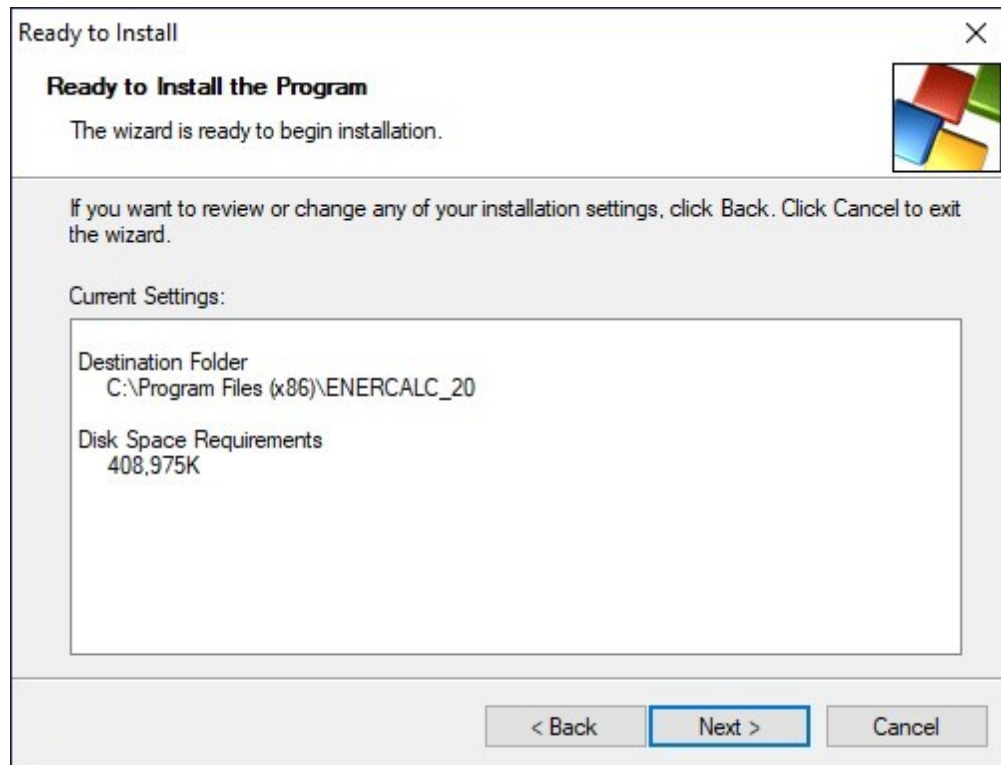 Ready to Install
Ready to Install the Program
The wizard is ready to begin installation.
If you want to review or change any of your installation settings, click Back. Click Cancel to exit
the wizard.
Current Settings:
Destination Folder
C:\Program Files (x86)\ENERCALC_20
Disk Space Requirements
408,975K
< Back Next > Cancel